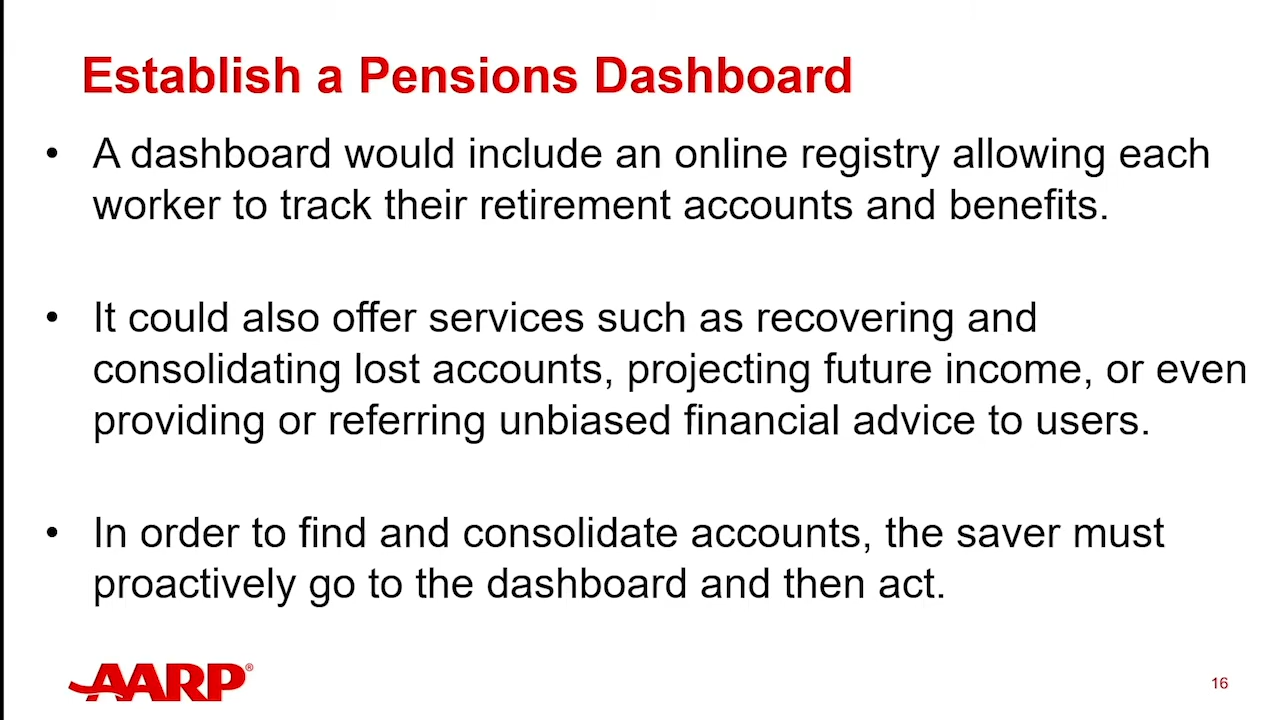 Establish a Pensions Dashboard
• A dashboard would include an online registry allowing each
worker to track their retirement accounts and benefits.
• It could also offer services such as recovering and
consolidating lost accounts, projecting future income, or even
providing or referring unbiased financial advice to users.
• In order to find and consolidate accounts, the saver must
proactively go to the dashboard and then act.
AARP®
16